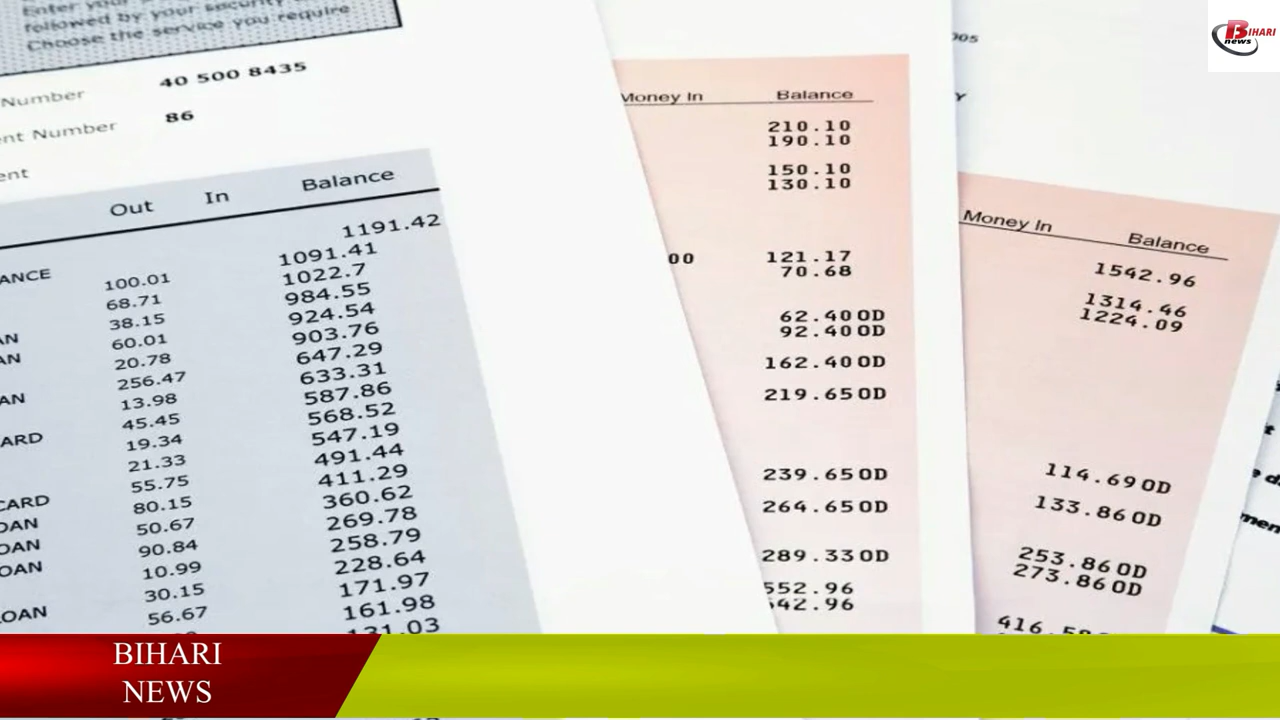 Enter your
followed by your security
Choose the service you require
Number 40 500 8435
nt Number 86
ent
Out In Balance
1191.42
ANCE 100.01 1091.41
68.71 1022.7
38.15 984.55
AN 60.01 924.54
AN 20.78 903.76
256.47 647.29
AN 13.98 633.31
45.45 587.86
ARD 19.34 568.52
21.33 547.19
55.75 491.44
CARD 80.15 411.29
OAN 50.67 360.62
OAN 90.84 269.78
OAN 10.99 258.79
30.15 228.64
LOAN 56.67 171.97
161.98
131.03
Money In Balance
210.10
190.10
150.10
130.10
00 121.17
70.68
62.40OD
92.40OD
162.40OD
219.65OD
239.65OD
264.65OD
289.33OD
552.96
542.96
005
Y
Money In Balance
1542.96
1314.46
1224.09
114.69OD
133.86OD
253.86OD
273.86OD
BIHARI
news
BIHARI
NEWS